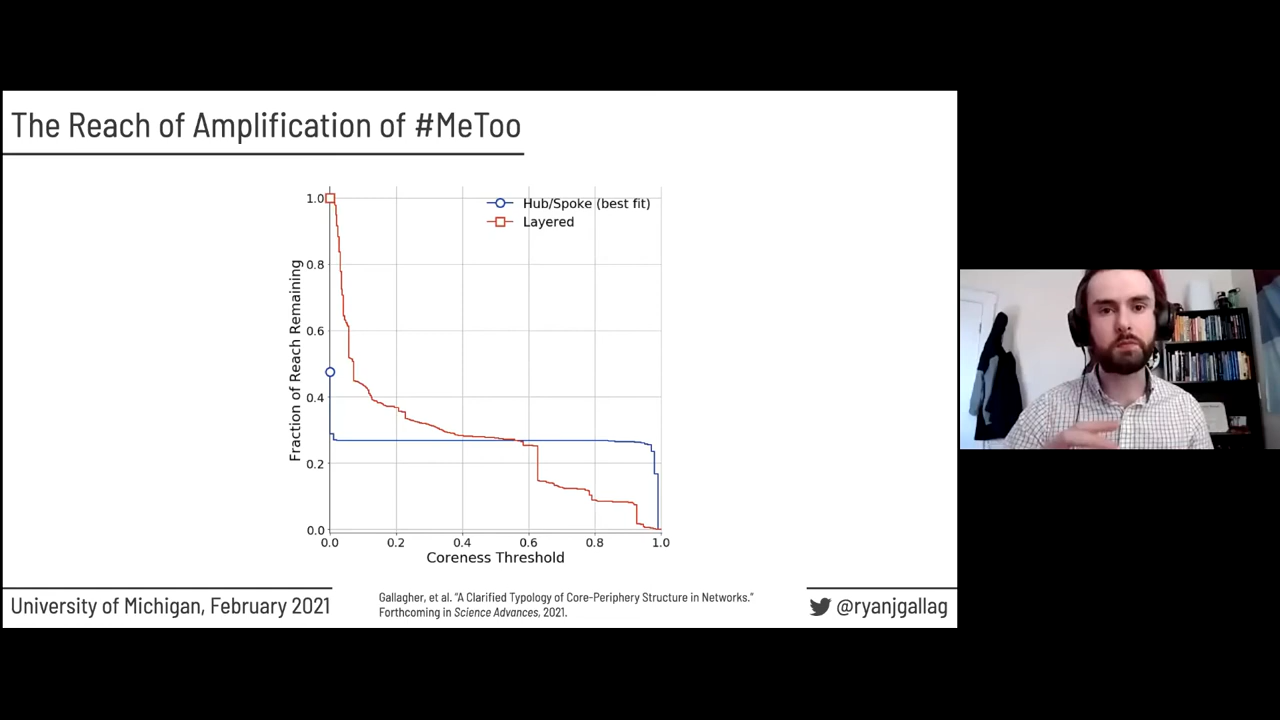 The Reach of Amplification of #MeToo
Hub/Spoke (best fit)
Layered
Fraction of Reach Remaining
1.0
0.8
0.6
0.4
0.2
0.0
0.0 0.2 0.4 0.6 0.8 1.0
Coreness Threshold
University of Michigan, February 2021
Gallagher, et al. “A Clarified Typology of Core-Periphery Structure in Networks.”
Forthcoming in Science Advances, 2021.
@ryanjgallag